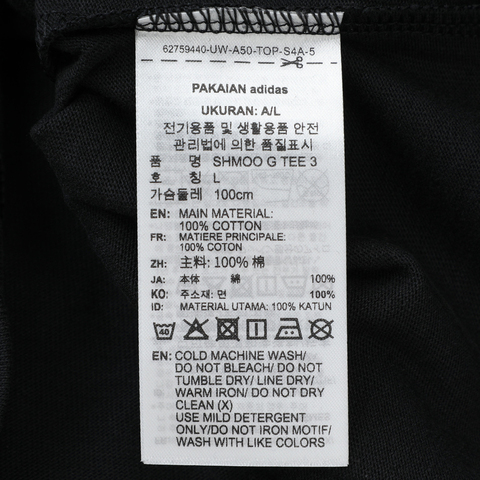 62759440-UW-A50-TOP-S4A-5
PAKAIAN adidas
UKURAN: A/L
전기용품 및 생활용품 안전
관리법에 의한 품질표시
품 명 SHMOO G TEE 3
호 칭 L
가슴둘레 100cm
EN: MAIN MATERIAL:
100% COTTON
FR: MATIERE PRINCIPALE:
100% COTON
ZH: 主料: 100% 棉
JA: 本体 綿 100%
KO: 주소재: 면 100%
ID: MATERIAL UTAMA: 100% KATUN
40
EN: COLD MACHINE WASH/
DO NOT BLEACH/ DO NOT
TUMBLE DRY/ LINE DRY/
WARM IRON/ DO NOT DRY
CLEAN (X)
USE MILD DETERGENT
ONLY/ DO NOT IRON MOTIF/
WASH WITH LIKE COLORS